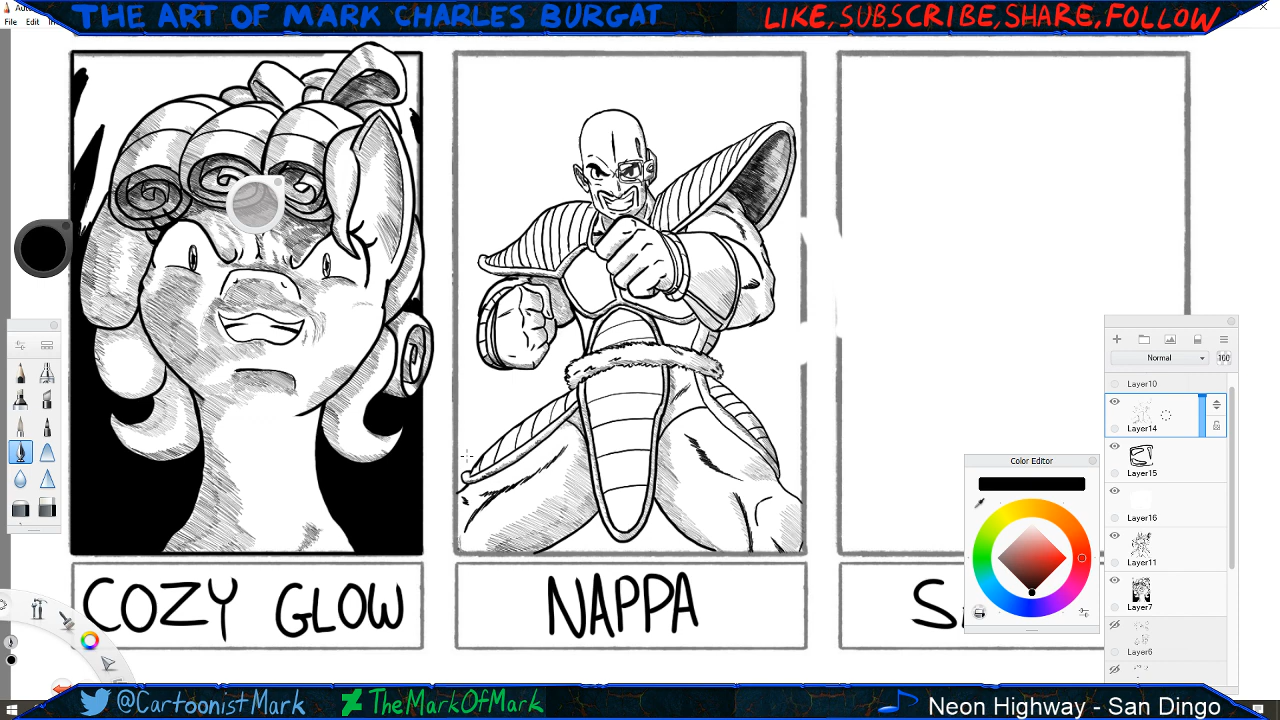 THE ART OF MARK CHARLES BURGAT
LIKE, SUBSCRIBE, SHARE, FOLLOW
File Edit
Normal
100
Layer10
Layer14
Layer15
Layer16
Layer11
Layer7
Layer6
Color Editor
COZY GLOW
NAPPA
@CartoonistMark
TheMarkOfMark
Neon Highway - San Dingo